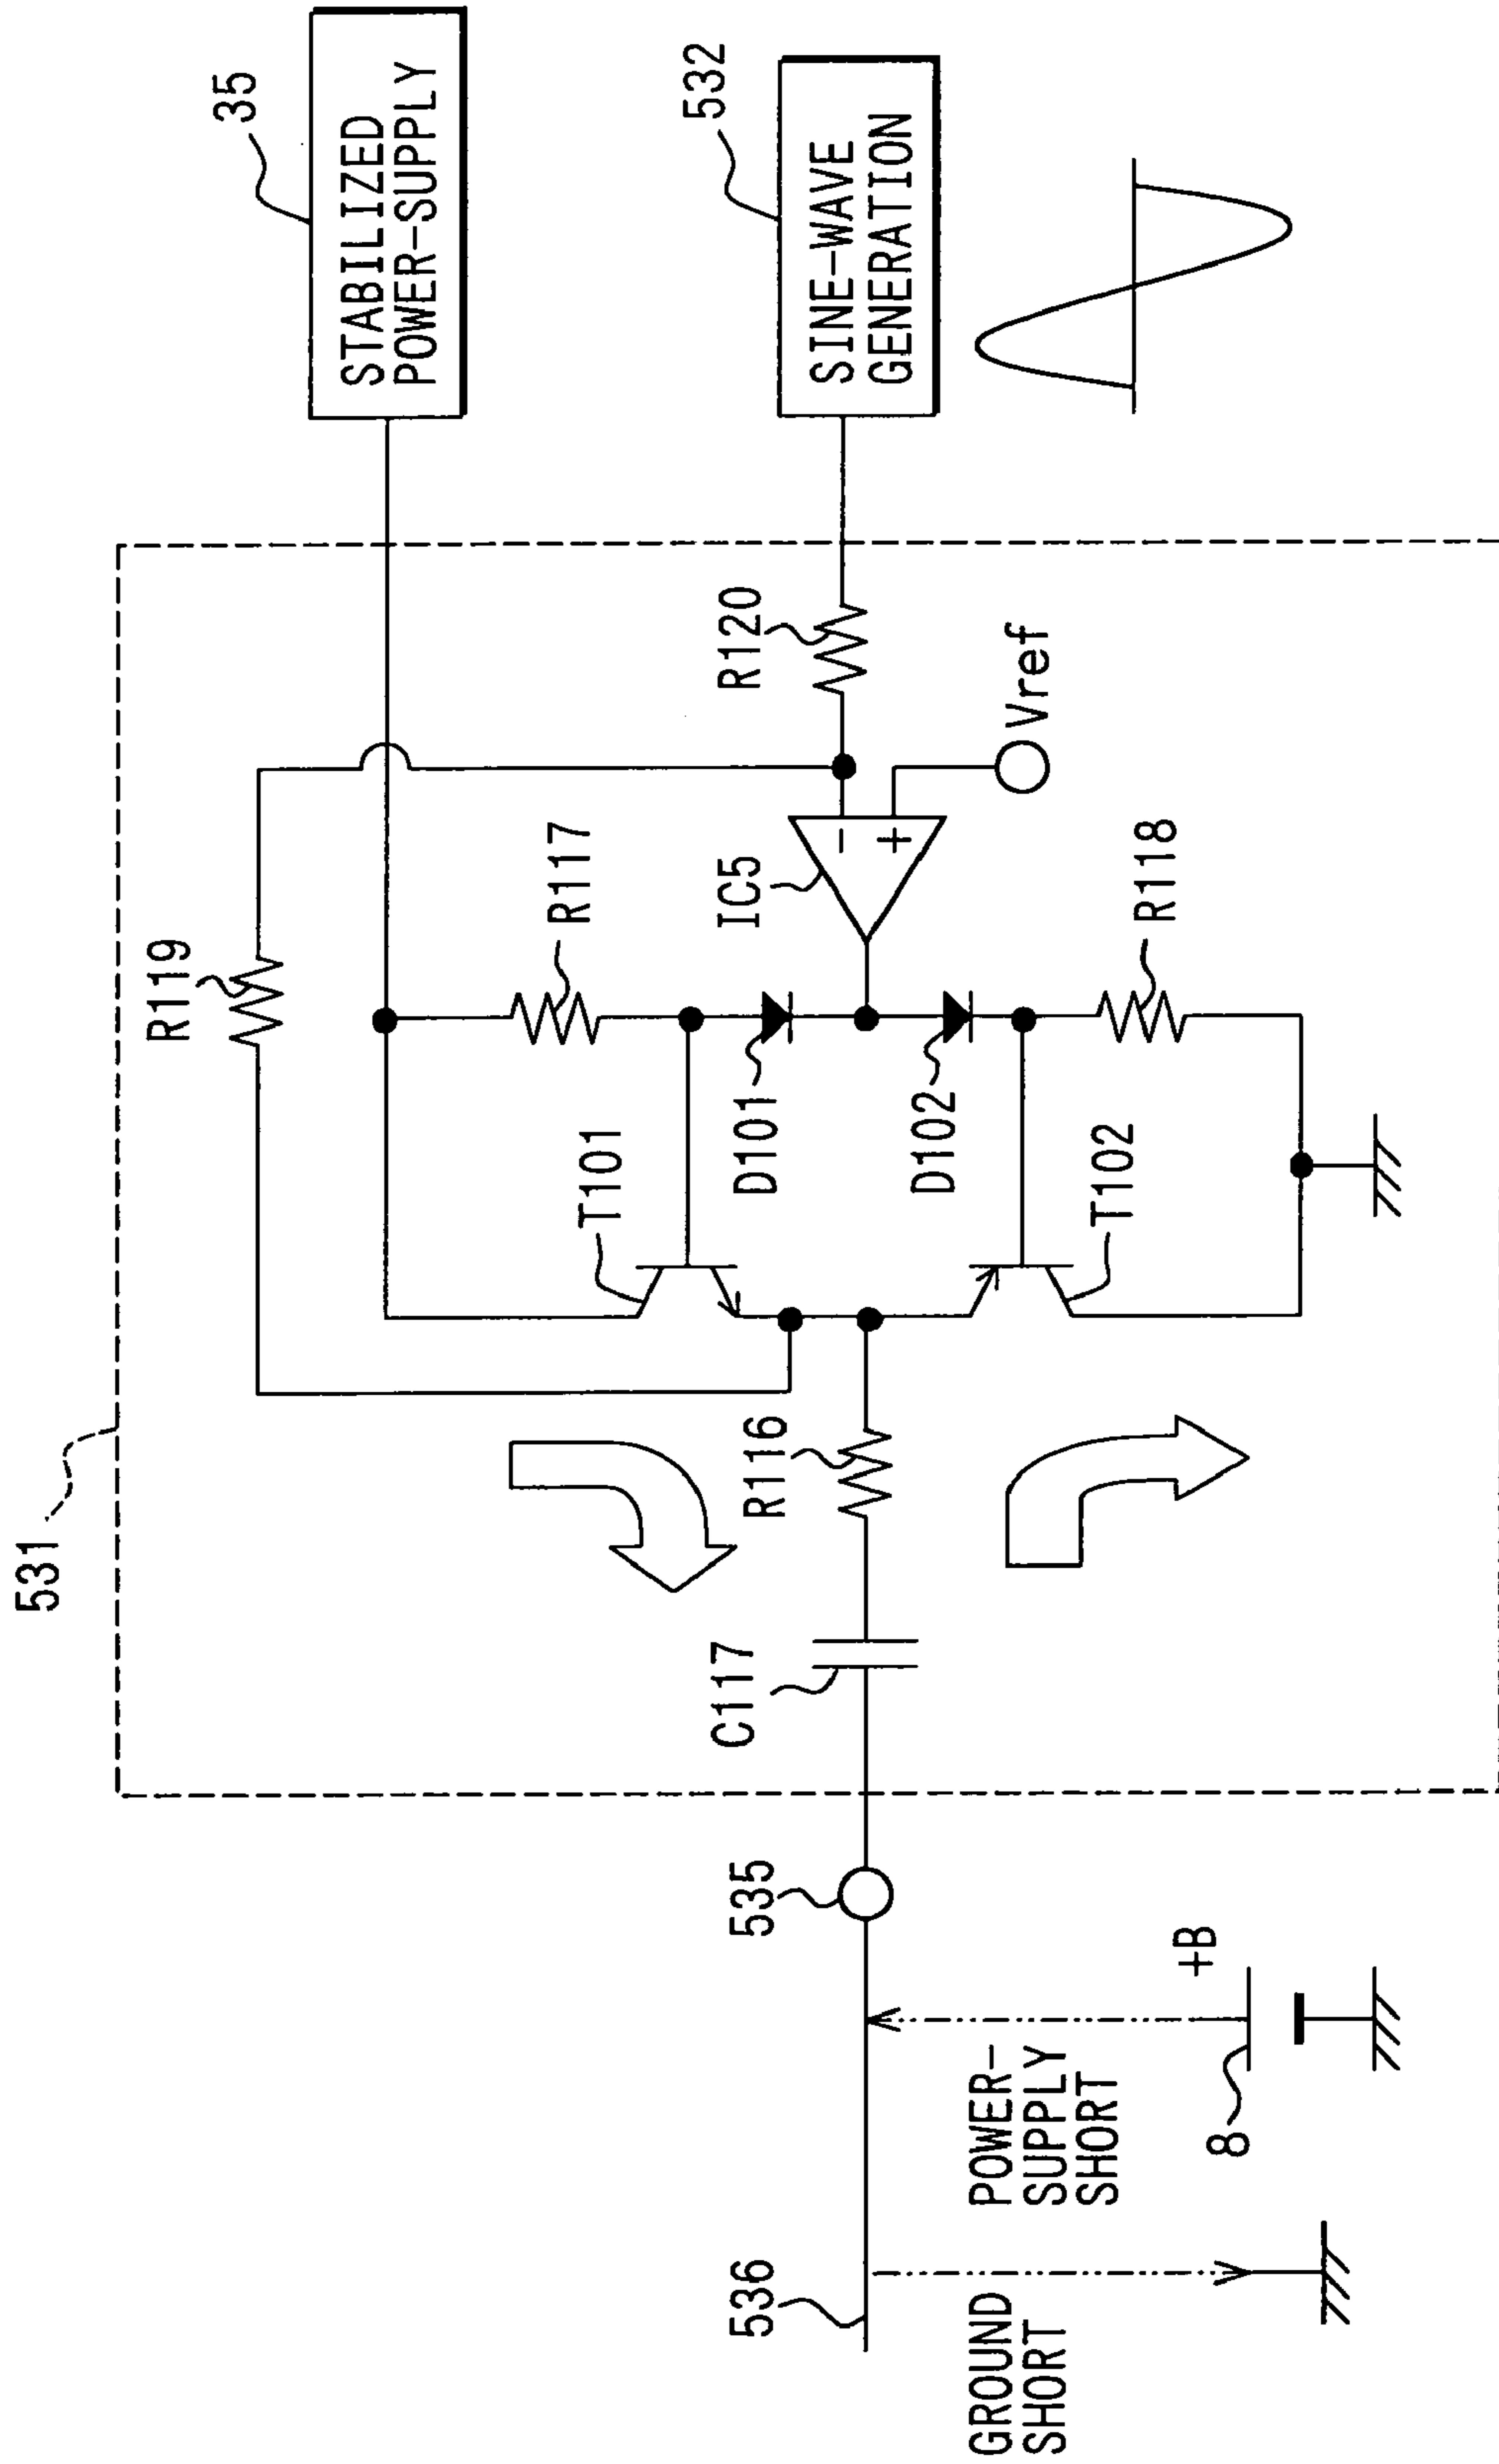 531
R119
35
STABILIZED
POWER-SUPPLY
532
SINE-WAVE
GENERATION
T101
R117
R120
IC5
-
+
Vref
D101
D102
R116
C117
T102
R118
535
536
GROUND
SHORT
POWER-
SUPPLY
SHORT
+B
8